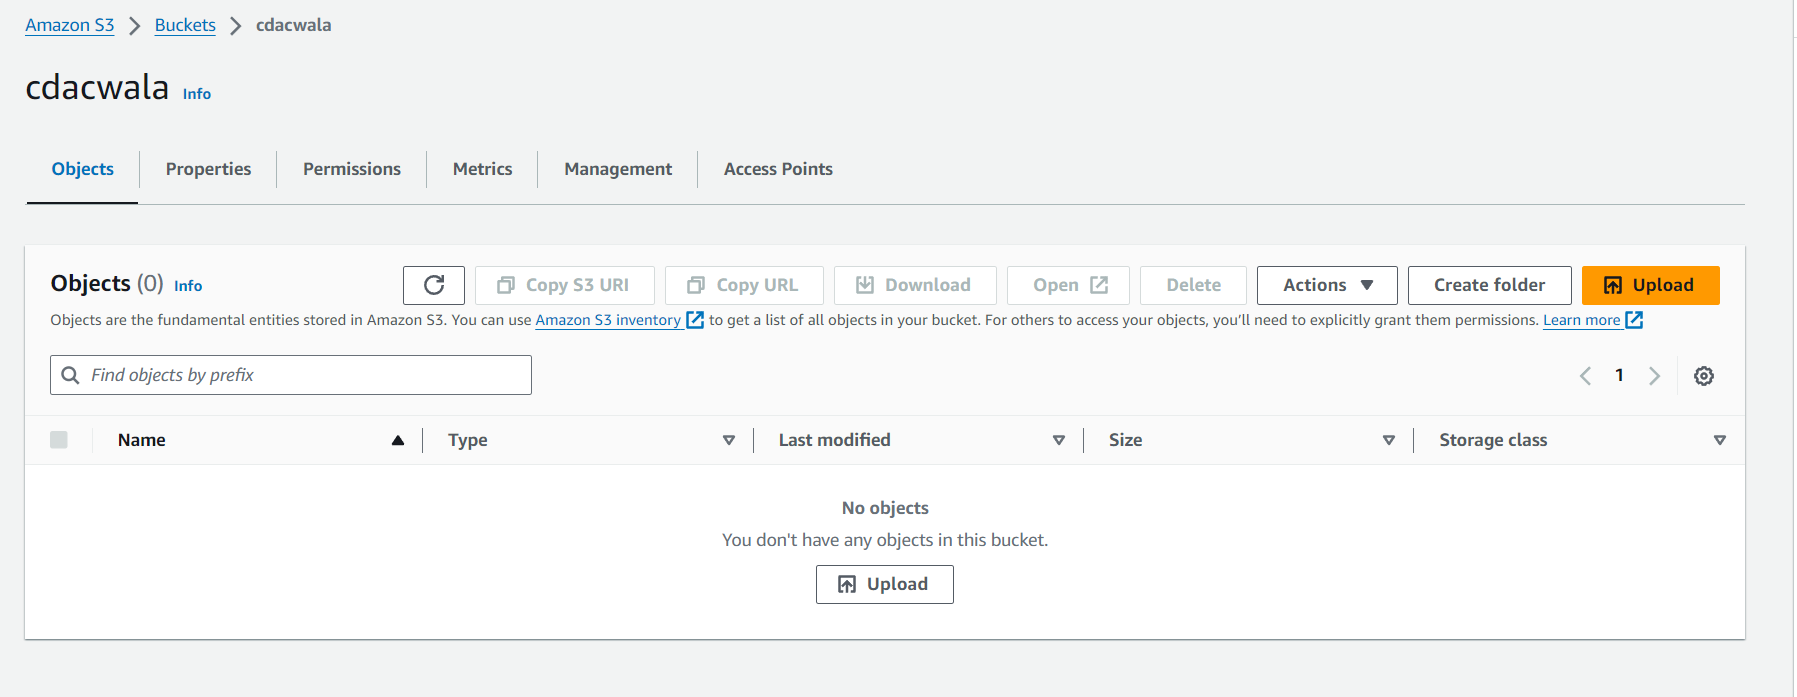 Amazon S3 Buckets cdacwala
cdacwala Info
Objects Properties Permissions Metrics Management Access Points
Objects (0) Info Copy S3 URI Copy URL Download Open Delete Actions Create folder Upload
Objects are the fundamental entities stored in Amazon S3. You can use Amazon S3 inventory to get a list of all objects in your bucket. For others to access your objects, you'll need to explicitly grant them permissions. Learn more
Find objects by prefix 1
Name Type Last modified Size Storage class
No objects
You don't have any objects in this bucket.
Upload